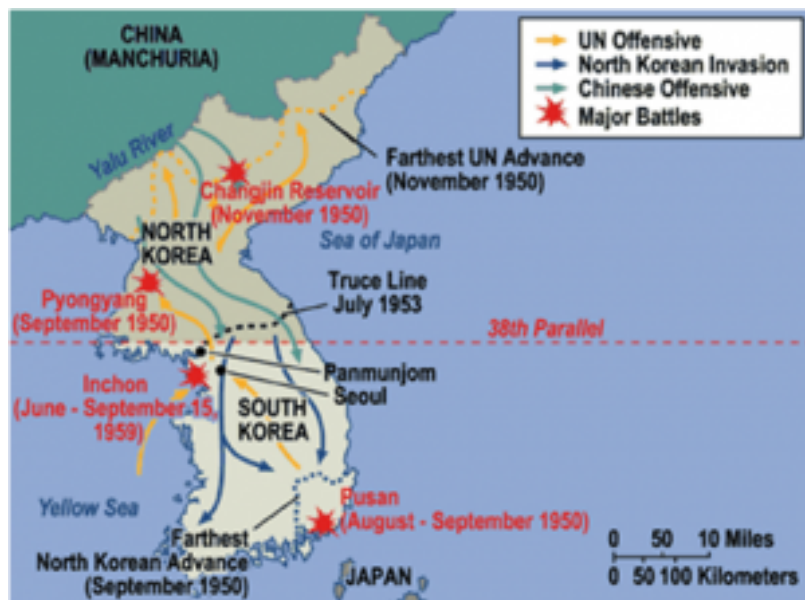 CHINA
(MANCHURIA)
UN Offensive
North Korean Invasion
Chinese Offensive
Major Battles
Yalu River
Farthest UN Advance
(November 1950)
Changjin Reservoir
(November 1950)
NORTH
KOREA
Sea of Japan
Truce Line
July 1953
Pyongyang
(September 1950)
38th Parallel
Panmunjom
Seoul
Inchon
(June - September 15,
1959)
SOUTH
KOREA
Yellow Sea
Pusan
(August - September 1950)
Farthest
North Korean Advance
(September 1950)
JAPAN
0 50 10 Miles
0 50 100 Kilometers